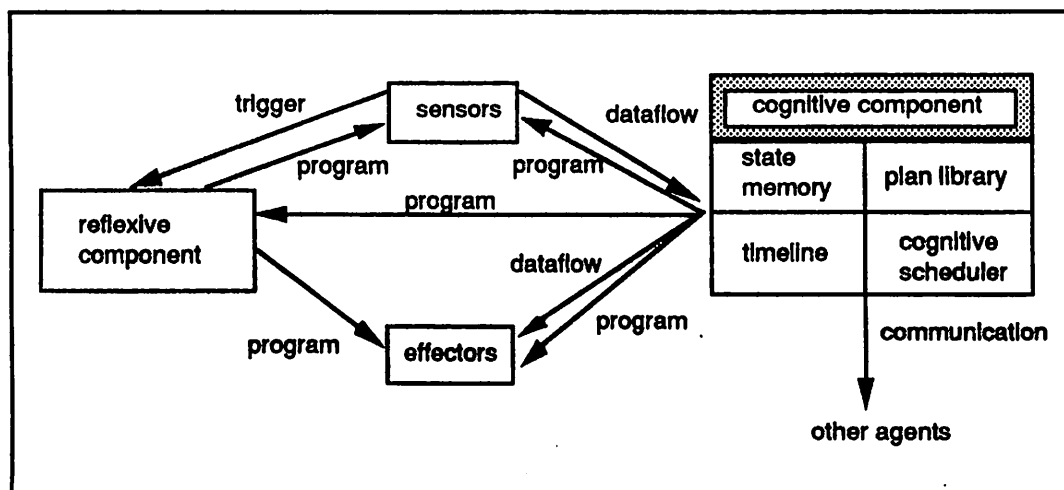 trigger
sensors
dataflow
cognitive component
program
program
state
memory
plan library
program
reflexive
component
timeline
cognitive
scheduler
dataflow
program
program
effectors
communication
other agents